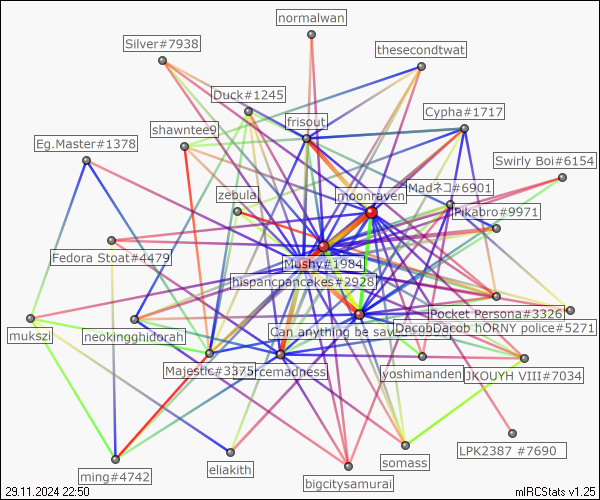 normalwan
Silver#7938
thesecondtwat
Duck#1245
Cypha#1717
frisout
shawntee9
Eg.Master#1378
Swirly Boi#6154
Madネコ#6901
zebula
moonraven
Pikabro#9971
Fedora Stoat#4479
Mushy#1984
hispancpancakes#2928
Pocket Persona#3326
Can anything be save
DacobDacob hORNY police#5271
mukszi
neokingghidorah
Majestic#3375
rcemadness
yoshimanden
JKOUYH VIII#7034
LPK2387 #7690
somass
eliakith
ming#4742
bigcitysamurai
29.11.2024 22:50
mIRCStats v1.25